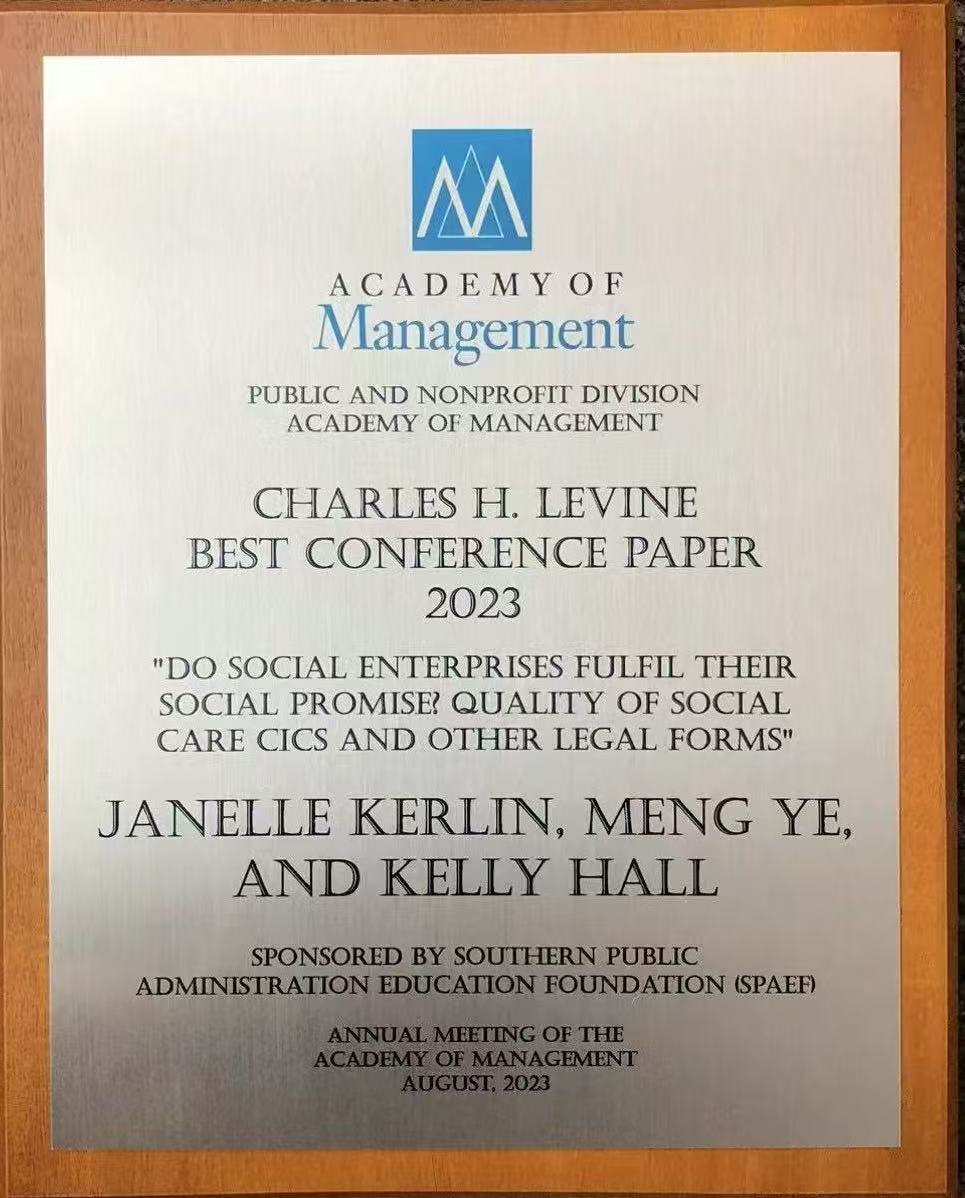 ACADEMY OF
Management
PUBLIC AND NONPROFIT DIVISION
ACADEMY OF MANAGEMENT
CHARLES H. LEVINE
BEST CONFERENCE PAPER
2023
"DO SOCIAL ENTERPRISES FULFIL THEIR
SOCIAL PROMISE? QUALITY OF SOCIAL
CARE CICS AND OTHER LEGAL FORMS"
JANELLE KERLIN, MENG YE,
AND KELLY HALL
SPONSORED BY SOUTHERN PUBLIC
ADMINISTRATION EDUCATION FOUNDATION (SPAEF)
ANNUAL MEETING OF THE
ACADEMY OF MANAGEMENT
AUGUST, 2023